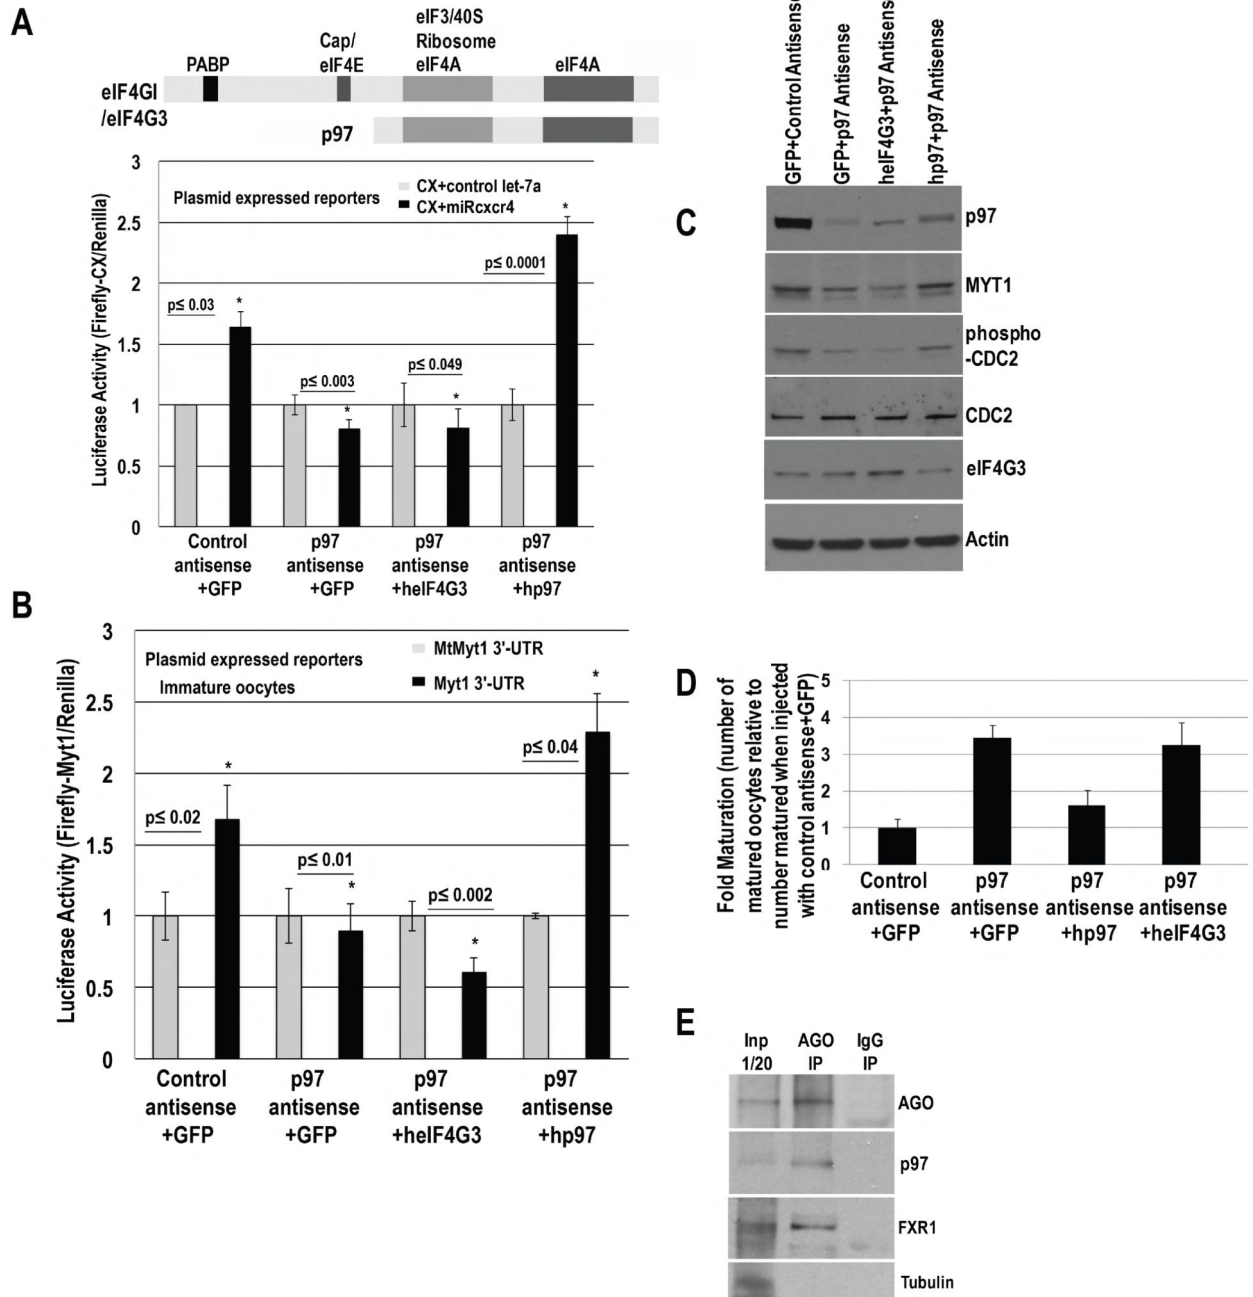 A
eIF3/40S
Cap/ Ribosome
PABP eIF4E eIF4A eIF4A
eIF4GI
/eIF4G3
p97
Luciferase Activity (Firefly-CX/Renilla)
3
2.5
2
1.5
1
0.5
0
Plasmid expressed reporters
CX+control let-7a
CX+miRcxcr4
p≤ 0.03
*
p≤ 0.003
*
p≤ 0.049
*
p≤ 0.0001
*
Control p97 p97 p97
antisense antisense antisense antisense
+GFP +GFP +heIF4G3 +hp97
B
Luciferase Activity (Firefly-Myt1/Renilla)
3
2.5
2
1.5
1
0.5
0
Plasmid expressed reporters
Immature oocytes
MtMyt1 3'-UTR
Myt1 3'-UTR
p≤ 0.02
*
p≤ 0.01
*
p≤ 0.002
*
p≤ 0.04
*
Control p97 p97 p97
antisense antisense antisense antisense
+GFP +GFP +heIF4G3 +hp97
C
GFP+Control Antisense
GFP+p97 Antisense
heIF4G3+p97 Antisense
hp97+p97 Antisense
p97
MYT1
phospho
-CDC2
CDC2
eIF4G3
Actin
D
Fold Maturation (number of
matured oocytes relative to
number matured when injected
with control antisense+GFP)
5
4
3
2
1
0
Control p97 p97 p97
antisense antisense antisense antisense
+GFP +GFP +hp97 +heIF4G3
E
Inp AGO IgG
1/20 IP IP
AGO
p97
FXR1
Tubulin